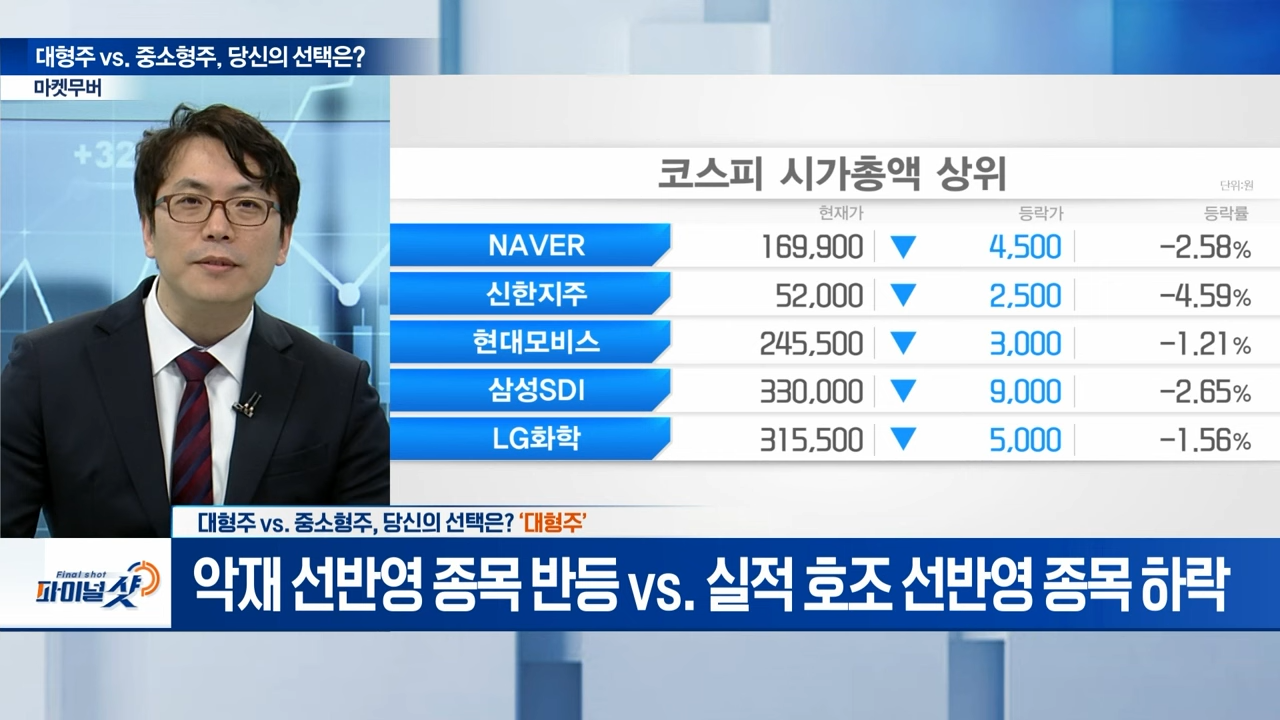 대형주 vs. 중소형주, 당신의 선택은?
마켓무버
+32
코스피 시가총액 상위
단위:원
현재가 등락가 등락률
NAVER 169,900 ▼ 4,500 -2.58%
신한지주 52,000 ▼ 2,500 -4.59%
현대모비스 245,500 ▼ 3,000 -1.21%
삼성SDI 330,000 ▼ 9,000 -2.65%
LG화학 315,500 ▼ 5,000 -1.56%
대형주 vs. 중소형주, 당신의 선택은? '대형주'
Final shot
파이널샷
악재 선반영 종목 반등 vs. 실적 호조 선반영 종목 하락